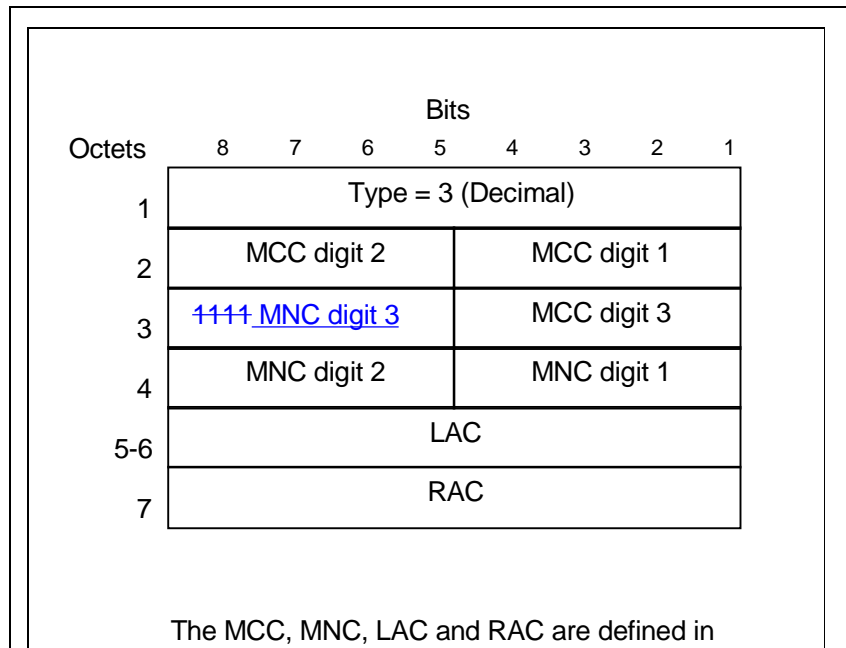 Bits
Octets 8 7 6 5 4 3 2 1
1 Type = 3 (Decimal)
2 MCC digit 2 MCC digit 1
3 1111 MNC digit 3 MCC digit 3
4 MNC digit 2 MNC digit 1
5-6 LAC
7 RAC
The MCC, MNC, LAC and RAC are defined in